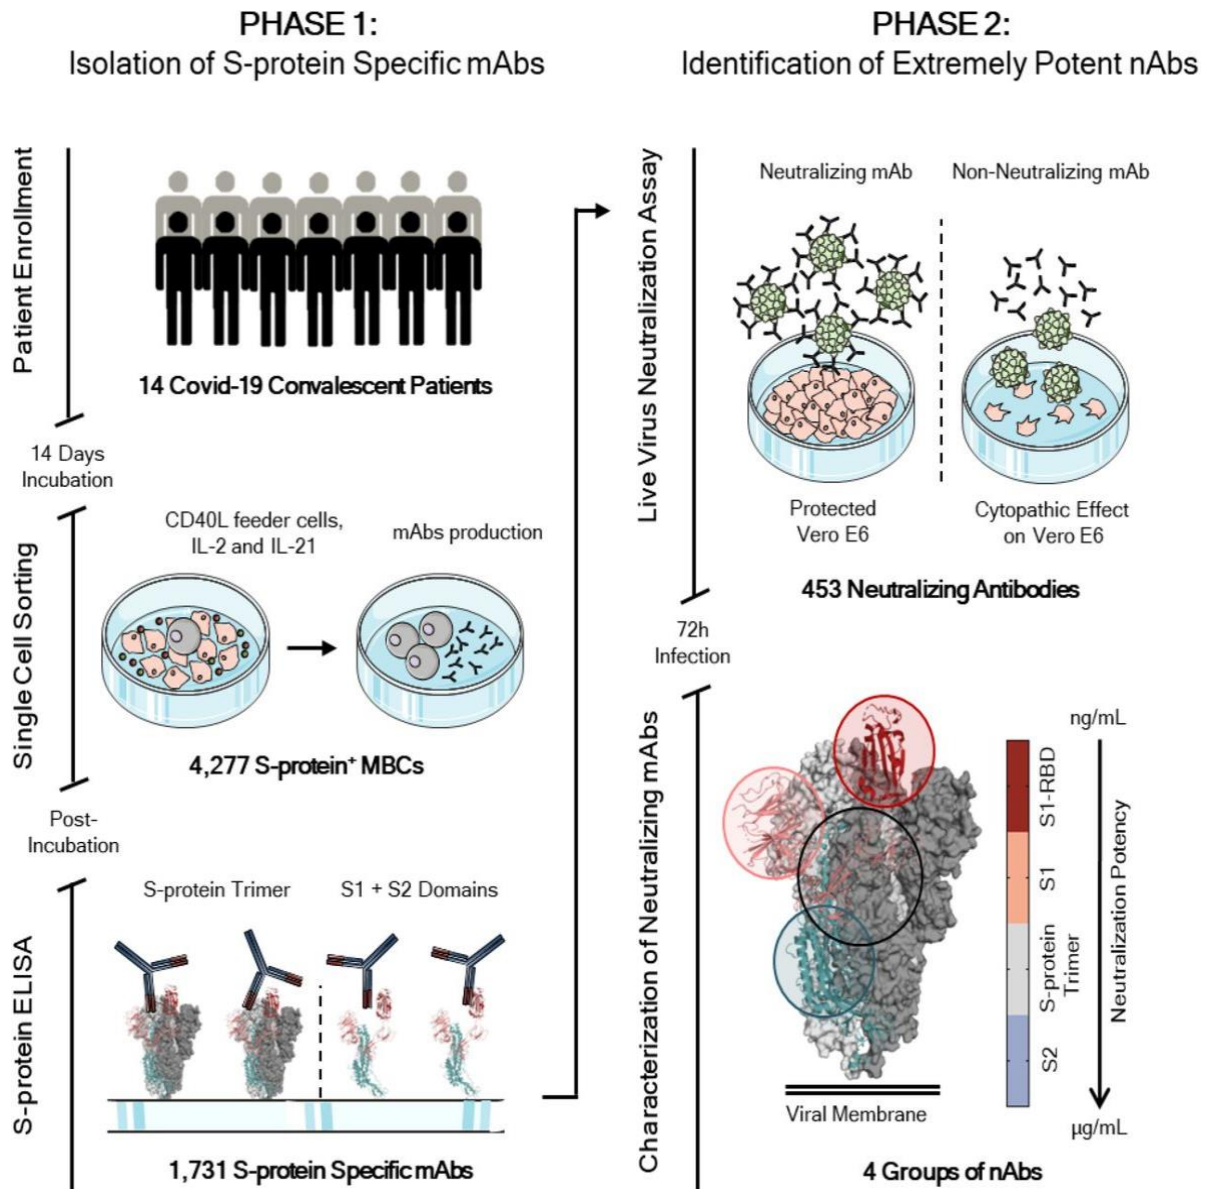 PHASE 1:
Isolation of S-protein Specific mAbs
Patient Enrollment
14 Covid-19 Convalescent Patients
14 Days
Incubation
Single Cell Sorting
CD40L feeder cells,
IL-2 and IL-21
mAbs production
4,277 S-protein⁺ MBCs
Post-
Incubation
S-protein ELISA
S-protein Trimer
S1 + S2 Domains
1,731 S-protein Specific mAbs
PHASE 2:
Identification of Extremely Potent nAbs
Live Virus Neutralization Assay
Neutralizing mAb
Non-Neutralizing mAb
Protected
Vero E6
Cytopathic Effect
on Vero E6
453 Neutralizing Antibodies
72h
Infection
Characterization of Neutralizing mAbs
Viral Membrane
S1-RBD
S1
S-protein
Trimer
S2
ng/mL
Neutralization Potency
µg/mL
4 Groups of nAbs